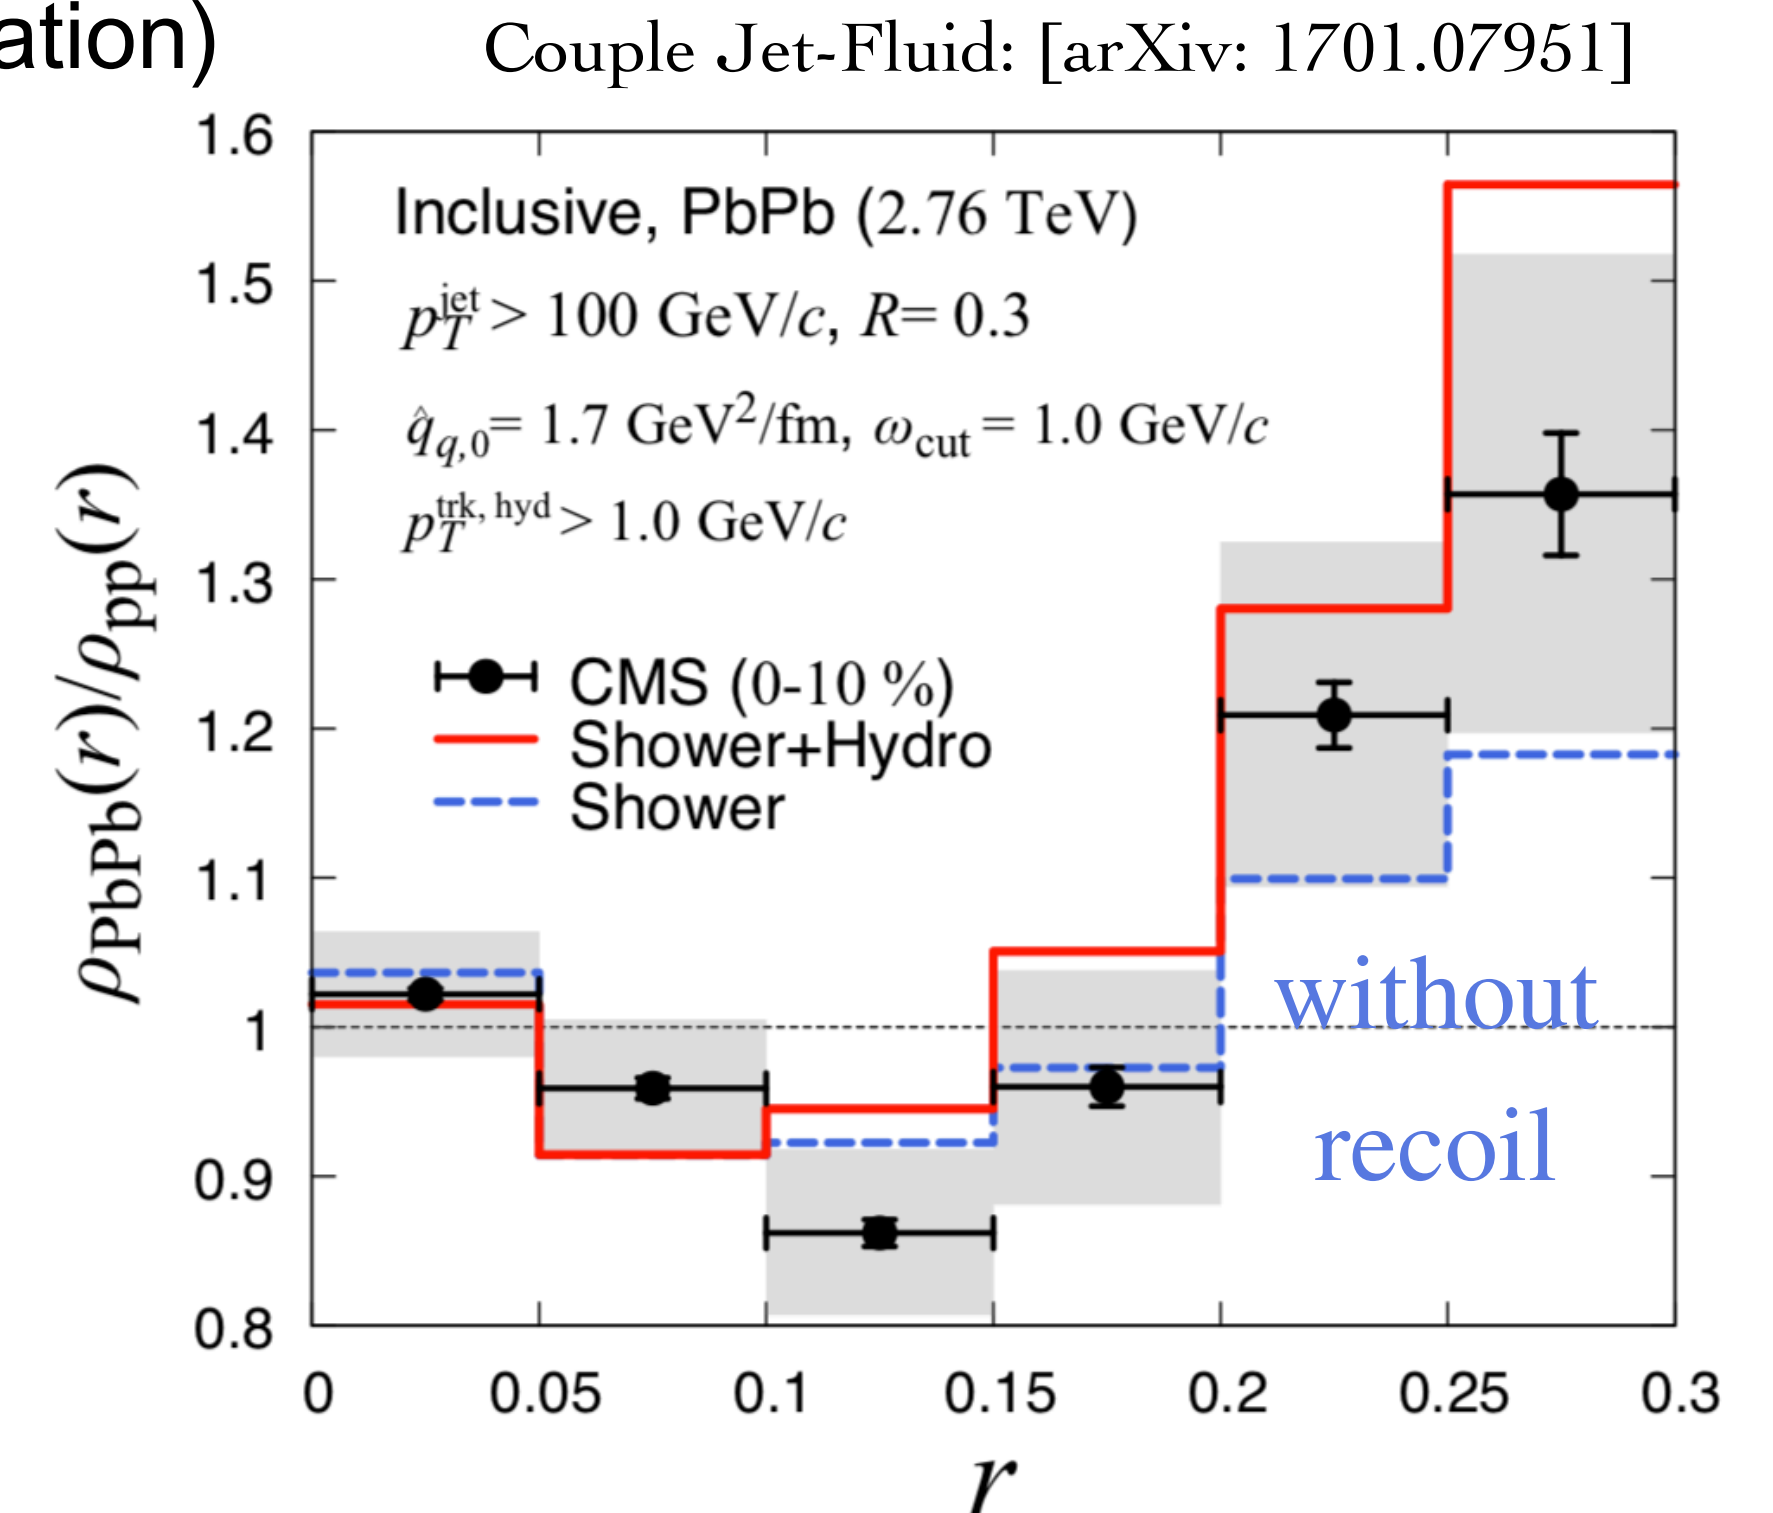 ation)
Couple Jet-Fluid: [arXiv: 1701.07951]
1.6
1.5
1.4
1.3
1.2
1.1
1
0.9
0.8
ρPbPb(r)/ρpp(r)
Inclusive, PbPb (2.76 TeV)
p_T^jet > 100 GeV/c, R= 0.3
q̂_q,0= 1.7 GeV²/fm, ω_cut = 1.0 GeV/c
p_T^trk, hyd > 1.0 GeV/c
CMS (0-10 %)
Shower+Hydro
Shower
without
recoil
0 0.05 0.1 0.15 0.2 0.25 0.3
r